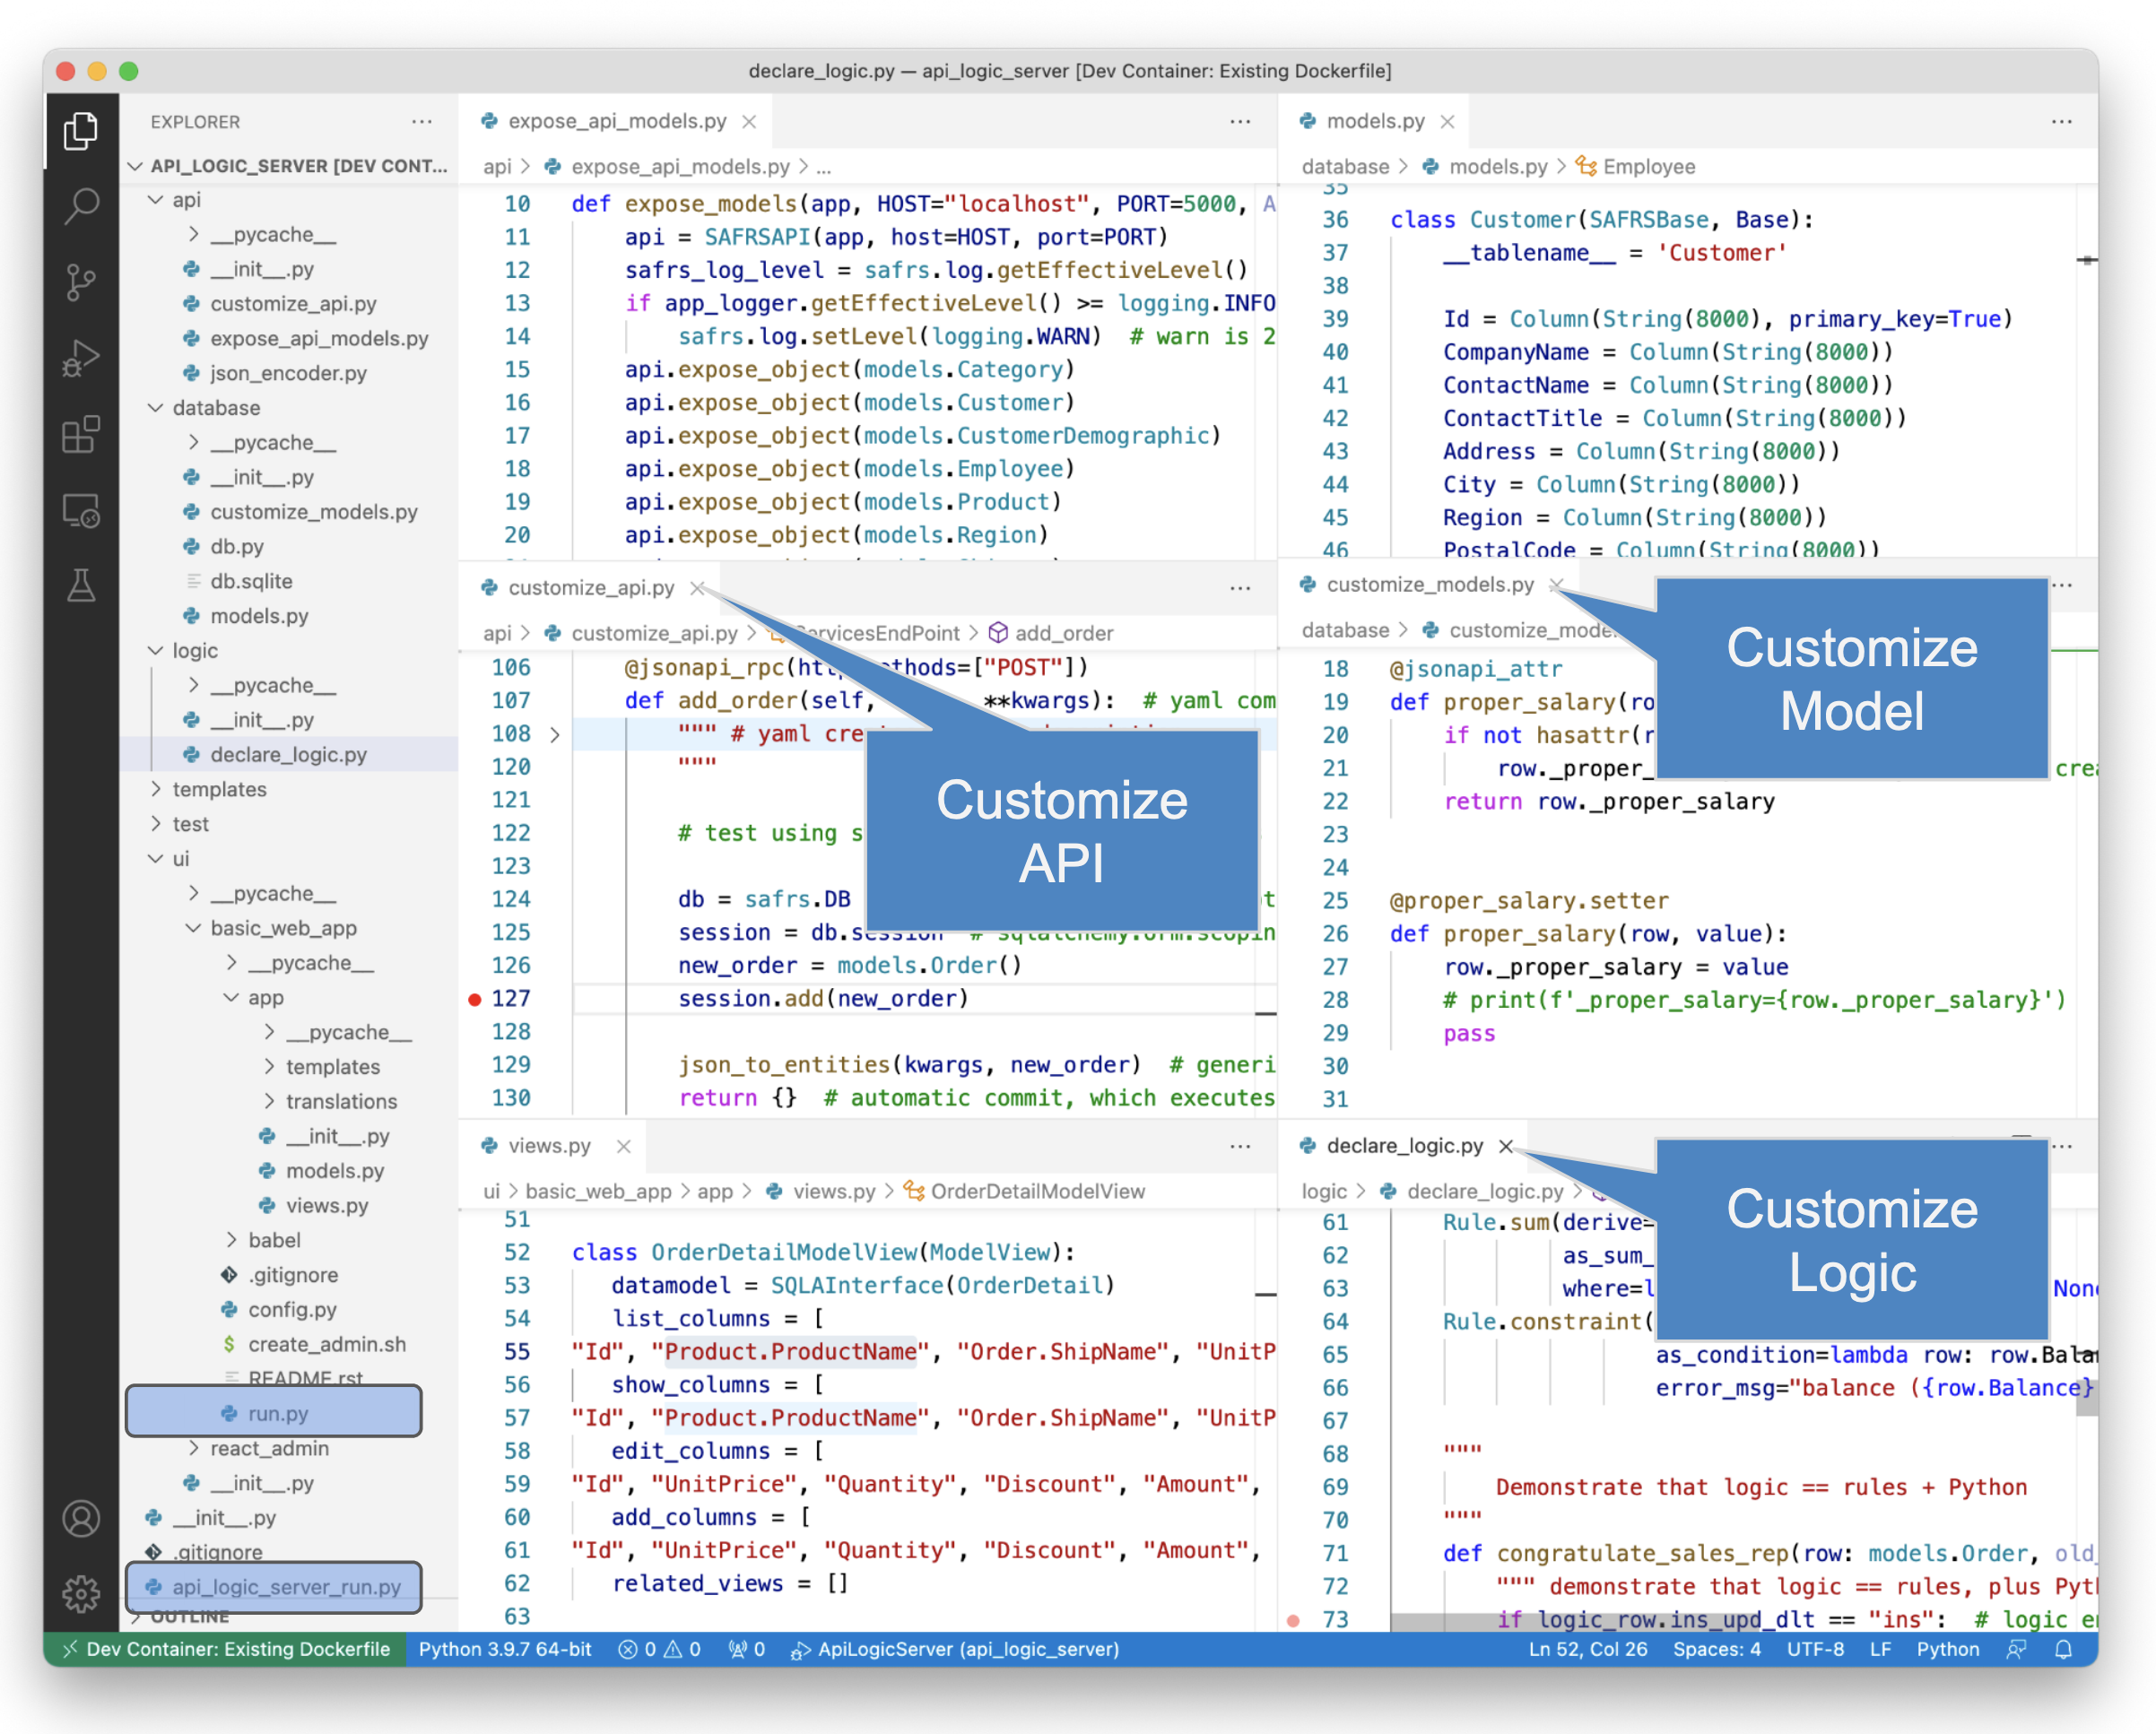 declare_logic.py — api_logic_server [Dev Container: Existing Dockerfile]
EXPLORER
API_LOGIC_SERVER [DEV CONT...
api
__pycache__
__init__.py
customize_api.py
expose_api_models.py
json_encoder.py
database
__pycache__
__init__.py
customize_models.py
db.py
db.sqlite
models.py
logic
__pycache__
__init__.py
declare_logic.py
templates
test
ui
__pycache__
basic_web_app
__pycache__
app
__pycache__
templates
translations
__init__.py
models.py
views.py
babel
.gitignore
config.py
create_admin.sh
README.rst
run.py
react_admin
__init__.py
__init__.py
.gitignore
api_logic_server_run.py
OUTLINE
expose_api_models.py
api > expose_api_models.py > ...
10 def expose_models(app, HOST="localhost", PORT=5000, A
11 api = SAFRSAPI(app, host=HOST, port=PORT)
12 safrs_log_level = safrs.log.getEffectiveLevel()
13 if app_logger.getEffectiveLevel() >= logging.INFO
14 safrs.log.setLevel(logging.WARN) # warn is 2
15 api.expose_object(models.Category)
16 api.expose_object(models.Customer)
17 api.expose_object(models.CustomerDemographic)
18 api.expose_object(models.Employee)
19 api.expose_object(models.Product)
20 api.expose_object(models.Region)
models.py
database > models.py > Employee
35
36 class Customer(SAFRSBase, Base):
37 __tablename__ = 'Customer'
38
39 Id = Column(String(8000), primary_key=True)
40 CompanyName = Column(String(8000))
41 ContactName = Column(String(8000))
42 ContactTitle = Column(String(8000))
43 Address = Column(String(8000))
44 City = Column(String(8000))
45 Region = Column(String(8000))
46 PostalCode = Column(String(8000))
customize_api.py
api > customize_api.py > ServicesEndPoint > add_order
106 @jsonapi_rpc(htt thods=["POST"])
107 def add_order(self, **kwargs): # yaml com
108 """ # yaml cre
120 """
121
122 # test using s
123
124 db = safrs.DB t
125 session = db.session # sqlalchemy.orm.scopin
126 new_order = models.Order()
127 session.add(new_order)
128
129 json_to_entities(kwargs, new_order) # generi
130 return {} # automatic commit, which executes
Customize
API
customize_models.py
database > customize_mode
18 @jsonapi_attr
19 def proper_salary(ro
20 if not hasattr(r
21 row._proper_ crea
22 return row._proper_salary
23
24
25 @proper_salary.setter
26 def proper_salary(row, value):
27 row._proper_salary = value
28 # print(f'_proper_salary={row._proper_salary}')
29 pass
30
31
Customize
Model
views.py
ui > basic_web_app > app > views.py > OrderDetailModelView
51
52 class OrderDetailModelView(ModelView):
53 datamodel = SQLAInterface(OrderDetail)
54 list_columns = [
55 "Id", "Product.ProductName", "Order.ShipName", "UnitP
56 show_columns = [
57 "Id", "Product.ProductName", "Order.ShipName", "UnitP
58 edit_columns = [
59 "Id", "UnitPrice", "Quantity", "Discount", "Amount",
60 add_columns = [
61 "Id", "UnitPrice", "Quantity", "Discount", "Amount",
62 related_views = []
63
declare_logic.py
logic > declare_logic.py >
61 Rule.sum(derive=
62 as_sum_
63 where=l None
64 Rule.constraint(
65 as_condition=lambda row: row.Balan
66 error_msg="balance ({row.Balance}
67
68 """
69 Demonstrate that logic == rules + Python
70 """
71 def congratulate_sales_rep(row: models.Order, old_
72 """ demonstrate that logic == rules, plus Pyth
73 if logic_row.ins_upd_dlt == "ins": # logic en
Customize
Logic
Dev Container: Existing Dockerfile Python 3.9.7 64-bit 0 0 0 ApiLogicServer (api_logic_server) Ln 52, Col 26 Spaces: 4 UTF-8 LF Python